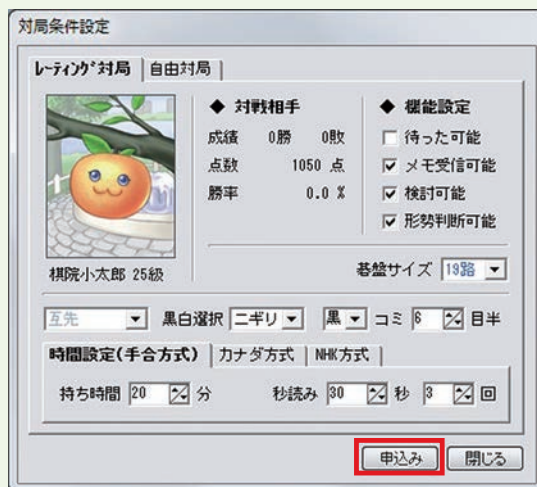 対局条件設定
レーティング対局 自由対局
◆ 対戦相手
成績 0勝 0敗
点数 1050 点
勝率 0.0 %
◆ 機能設定
待った可能
メモ受信可能
検討可能
形勢判断可能
棋院小太郎 25級
碁盤サイズ 19路
互先 黒白選択 ニギリ 黒 コミ 6 目半
時間設定(手合方式) カナダ方式 NHK方式
持ち時間 20 分 秒読み 30 秒 3 回
申込み 閉じる